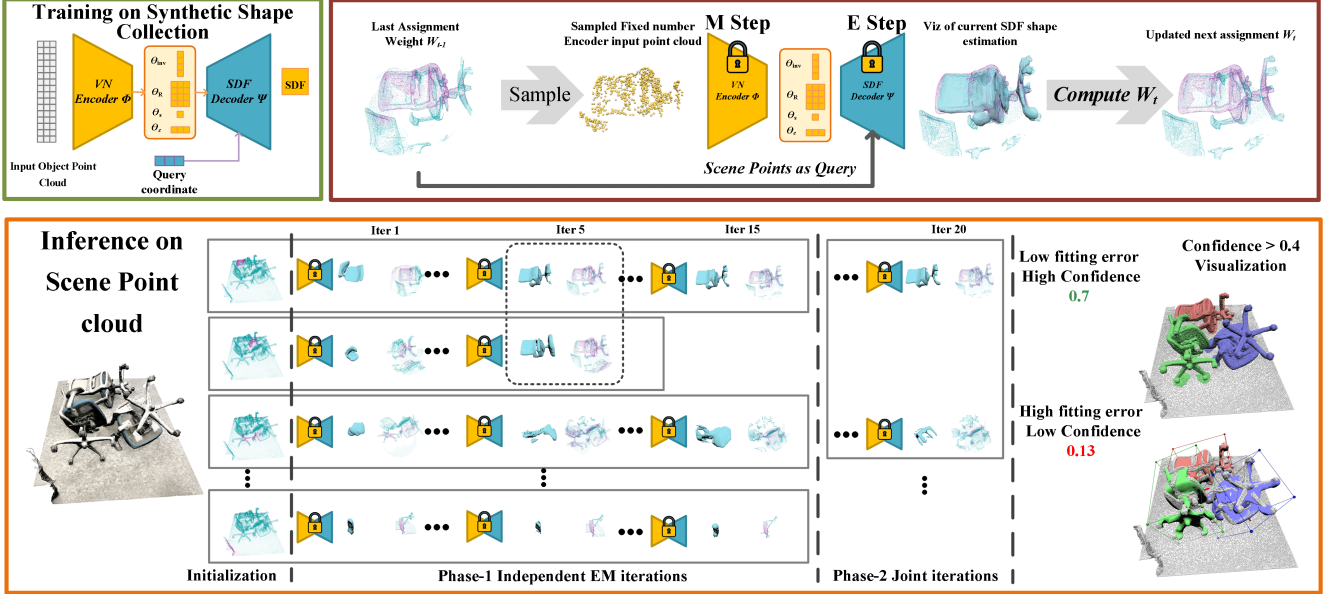 Training on Synthetic Shape
Collection
VN
Encoder Φ
Θinv
ΘR
Θs
Θc
SDF
Decoder Ψ
SDF
Input Object Point
Cloud
Query
coordinate
Last Assignment
Weight Wt-1
Sample
Sampled Fixed number
Encoder input point cloud
M Step
E Step
VN
Encoder Φ
Θinv
ΘR
Θs
Θc
SDF
Decoder Ψ
Scene Points as Query
Viz of current SDF shape
estimation
Compute Wt
Updated next assignment Wt
Inference on
Scene Point
cloud
Iter 1
Iter 5
Iter 15
Iter 20
Low fitting error
High Confidence
0.7
High fitting error
Low Confidence
0.13
Confidence > 0.4
Visualization
Initialization
Phase-1 Independent EM iterations
Phase-2 Joint iterations